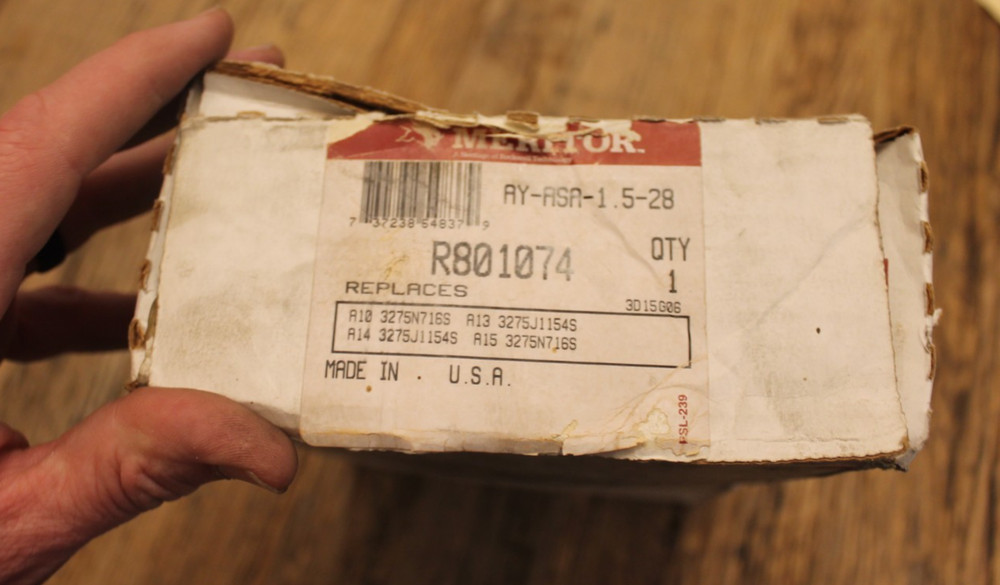 MERITOR
AY-ASA-1.5-28
7 37238 64837 9
R801074
QTY
1
REPLACES
3D15G06
A10 3275N716S A13 3275J1154S
A14 3275J1154S A15 3275N716S
MADE IN . U.S.A.
PSL-239